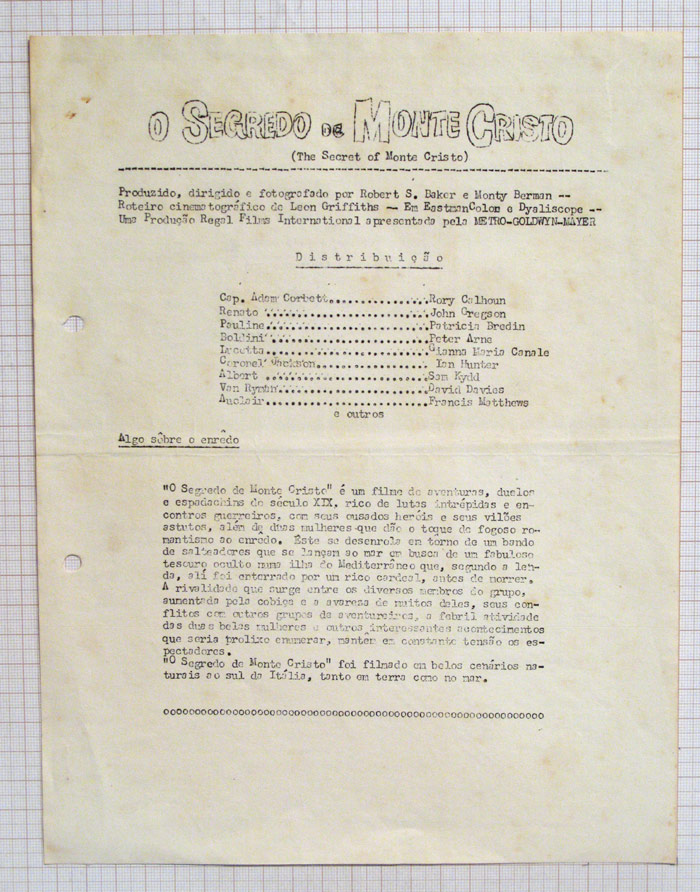 O SEGREDO DE MONTE CRISTO
(The Secret of Monte Cristo)
Produzido, dirigido e fotografado por Robert S. Baker e Monty Berman --
Roteiro cinematográfico de Leon Griffiths -- Em EastmanColor e Dyaliscope --
Uma Produção Regal Films International apresentada pela METRO-GOLDWYN-MAYER
Distribuição
Cap. Adam Corbett..................Rory Calhoun
Renato ..........................John Gregson
Pauline..........................Patricia Bredin
Bollini..........................Peter Arne
Lucetta..........................Gianna Maria Canale
Coronel Jackson.................. Ian Hunter
Albert ..........................Sam Kydd
Van Ryman........................David Davies
Auclair..........................Francis Matthews
e outros
Algo sôbre o enrêdo
"O Segredo de Monte Cristo" é um filme de aventuras, duelos
e espadachins do século XIX, rico de lutas intrépidas e en-
contros guerreiros, com seus ousados heróis e seus vilões
astutos, além de duas mulheres que dão o toque de fogoso ro-
mantismo ao enrêdo. Êste se desenrola em tôrno de um bando
de salteadores que se lançam ao mar em busca de um fabuloso
tesouro oculto numa ilha do Mediterrâneo que, segundo a len-
da, alí foi enterrado por um rico cardeal, antes de morrer.
A rivalidade que surge entre os diversos membros do grupo,
aumentada pela cobiça e a avareza de muitos deles, seus con-
flitos com outros grupos de aventureiros, a febril atividade
das duas belas mulheres e outros interessantes acontecimentos
que seria prolixo enumerar, mantém em constante tensão os es-
pectadores.
"O Segredo de Monte Cristo" foi filmado em belos cenários na-
turais ao sul da Itália, tanto em terra como no mar.
oooooooooooooooooooooooooooooooooooooooooooooooooooooooooooo